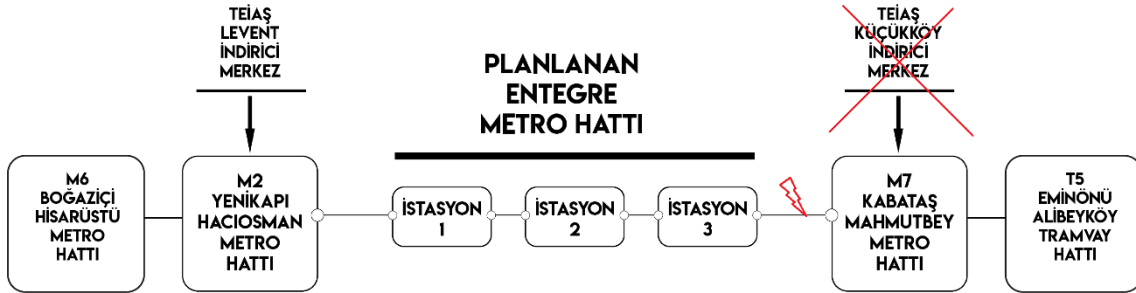 TEİAŞ
LEVENT
İNDİRİCİ
MERKEZ
TEİAŞ
KÜÇÜKKÖY
İNDİRİCİ
MERKEZ
PLANLANAN
ENTEGRE
METRO HATTI
M6
BOĞAZİÇİ
HİSARÜSTÜ
METRO
HATTI
M2
YENİKAPI
HACIOSMAN
METRO
HATTI
İSTASYON
1
İSTASYON
2
İSTASYON
3
M7
KABATAŞ
MAHMUTBEY
METRO
HATTI
T5
EMİNÖNÜ
ALİBEYKÖY
TRAMVAY
HATTI